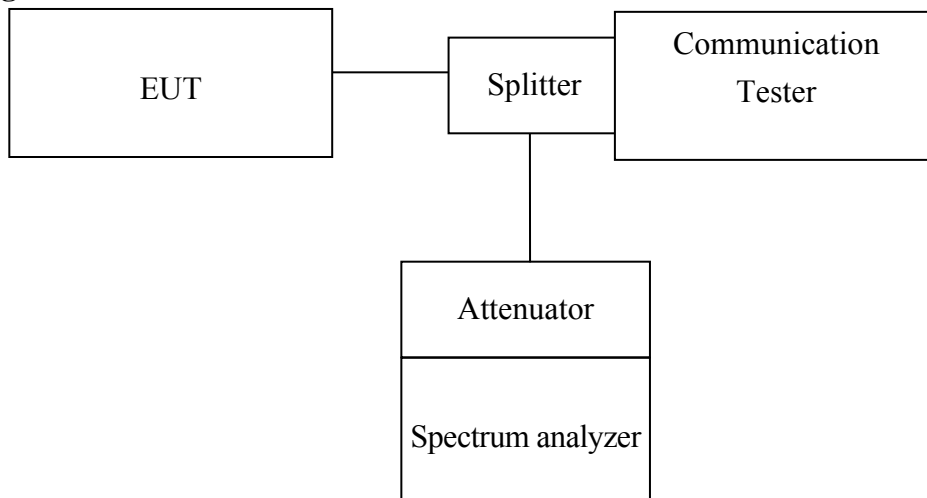 EUT
Splitter
Communication
Tester
Attenuator
Spectrum analyzer